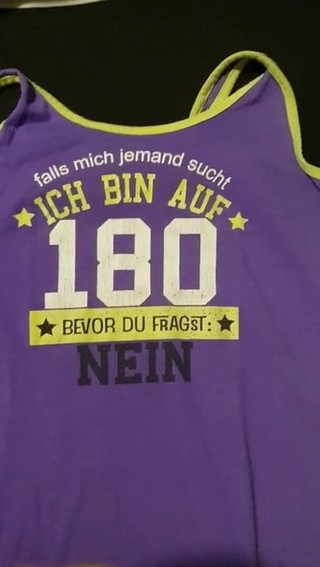 falls mich jemand sucht
ICH BIN AUF
180
BEVOR DU FRAGST:
NEIN